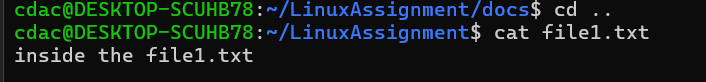 cdac@DESKTOP-SCUHB78:~/LinuxAssignment/docs$ cd ..
cdac@DESKTOP-SCUHB78:~/LinuxAssignment$ cat file1.txt
inside the file1.txt